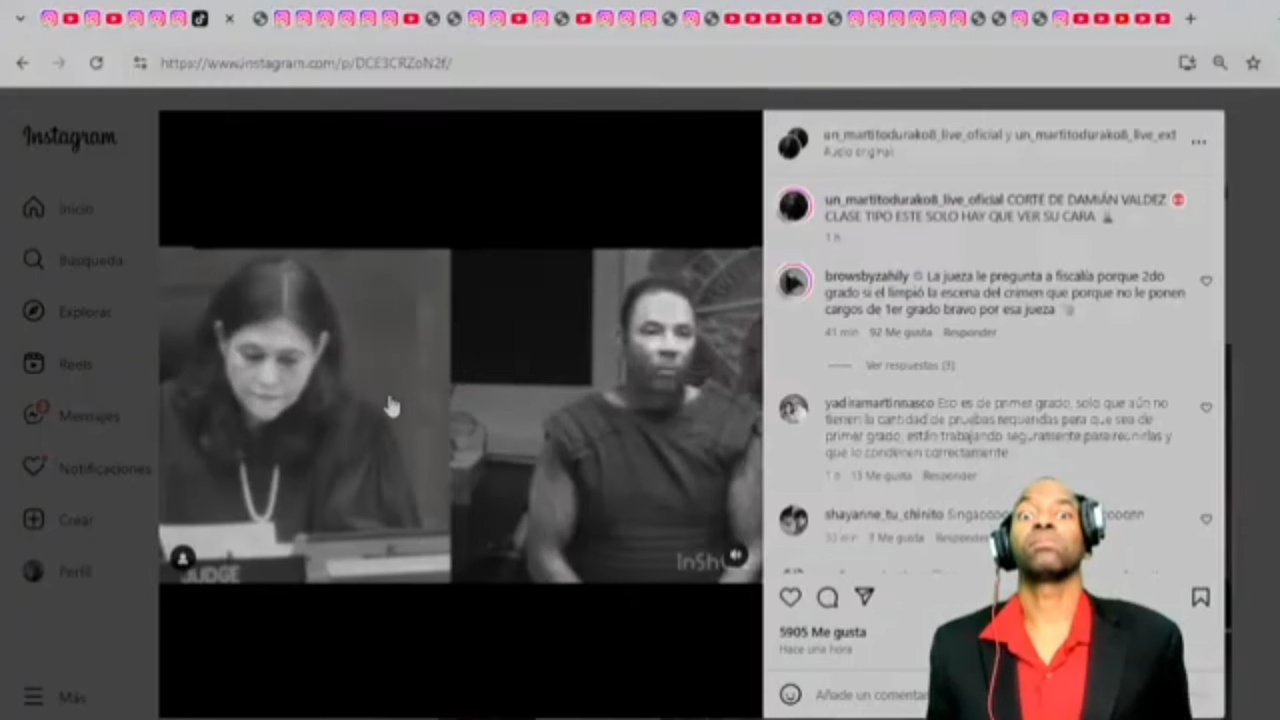 https://www.instagram.com/p/DCE3CRZoN2f/
Instagram
Inicio
Búsqueda
Explorar
Reels
Mensajes
Notificaciones
Crear
Perfil
Más
JUDGE
InSh
un_martitodurako8_live_oficial y un_martitodurako8_live_ext
Audio original
un_martitodurako8_live_oficial CORTE DE DAMIÁN VALDEZ
CLASE TIPO ESTE SOLO HAY QUE VER SU CARA
1 h
browsbyzahily La jueza le pregunta a fiscalía porque 2do
grado si el limpió la escena del crimen que porque no le ponen
cargos de 1er grado bravo por esa jueza
41 min 92 Me gusta Responder
Ver respuestas (3)
yadiramartinnasco Eso es de primer grado, solo que aún no
tienen la cantidad de pruebas requeridas para que sea de
primer grado, están trabajando seguramente para reunirlas y
que lo condenen correctamente
1 h 13 Me gusta Responder
shayanne_tu_chinito
Me gusta Responder
5905 Me gusta
Hace una hora
Añade un comentar